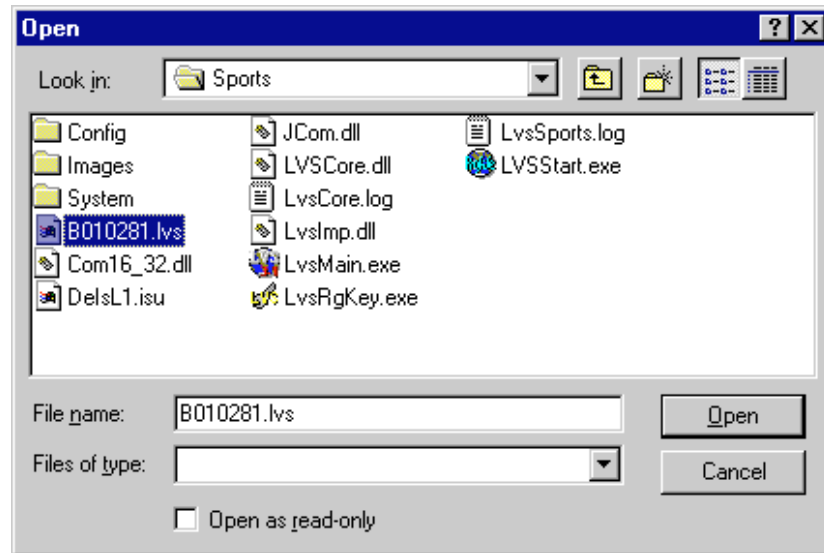 Open
Look in: Sports
Config JCom.dll LvsSports.log
Images LVSCore.dll LVSStart.exe
System LvsCore.log
B010281.lvs LvsImp.dll
Com16_32.dll LvsMain.exe
DelsL1.isu LvsRgKey.exe
File name: B010281.lvs Open
Files of type: Cancel
Open as read-only